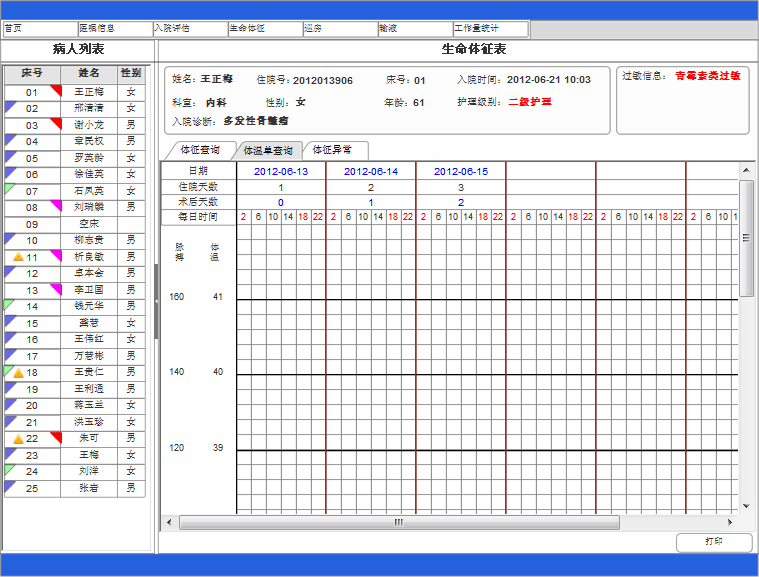 首页 医嘱信息 入院评估 生命体征 巡房 输液 工作量统计
病人列表
床号 姓名 性别
01 王正梅 女
02 邢清清 女
03 谢小龙 男
04 章民权 男
05 罗英龄 女
06 徐佳英 女
07 石凤英 女
08 刘瑞麟 男
09 空床
10 柳志贵 男
11 析良敏 男
12 卓本会 男
13 李卫国 男
14 钱元华 男
15 龚慧 女
16 王伟红 女
17 万慧彬 男
18 王贵仁 男
19 王利通 男
20 蒋玉兰 女
21 洪玉珍 女
22 朱可 男
23 王梅 女
24 刘洋 女
25 张岩 男
生命体征表
姓名: 王正梅 住院号: 2012013906 床号: 01 入院时间: 2012-06-21 10:03
科室: 内科 性别: 女 年龄: 61 护理级别: 二级护理
入院诊断: 多发性骨髓瘤
过敏信息: 青霉素类过敏
体征查询 体温单查询 体征异常
日期 2012-06-13 2012-06-14 2012-06-15
住院天数 1 2 3
术后天数 0 1 2
每日时间 2 6 10 14 18 22 2 6 10 14 18 22 2 6 10 14 18 22 2 6 10 14 18 22 2 6 10 14 18 22 2 6 10 1
脉搏 体温
160 41
140 40
120 39
打印